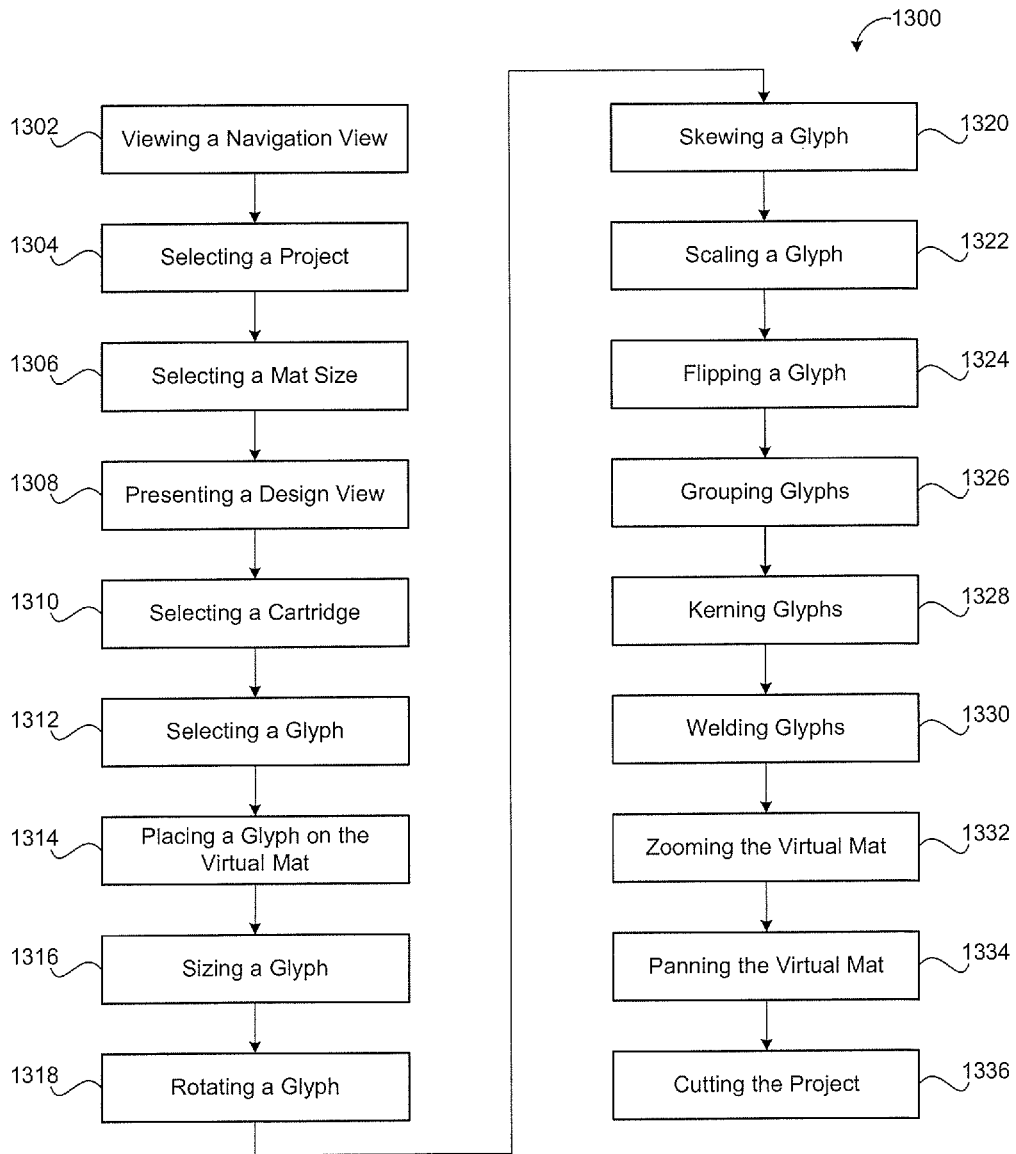 1300
1302
Viewing a Navigation View
1304
Selecting a Project
1306
Selecting a Mat Size
1308
Presenting a Design View
1310
Selecting a Cartridge
1312
Selecting a Glyph
1314
Placing a Glyph on the
Virtual Mat
1316
Sizing a Glyph
1318
Rotating a Glyph
Skewing a Glyph
1320
Scaling a Glyph
1322
Flipping a Glyph
1324
Grouping Glyphs
1326
Kerning Glyphs
1328
Welding Glyphs
1330
Zooming the Virtual Mat
1332
Panning the Virtual Mat
1334
Cutting the Project
1336